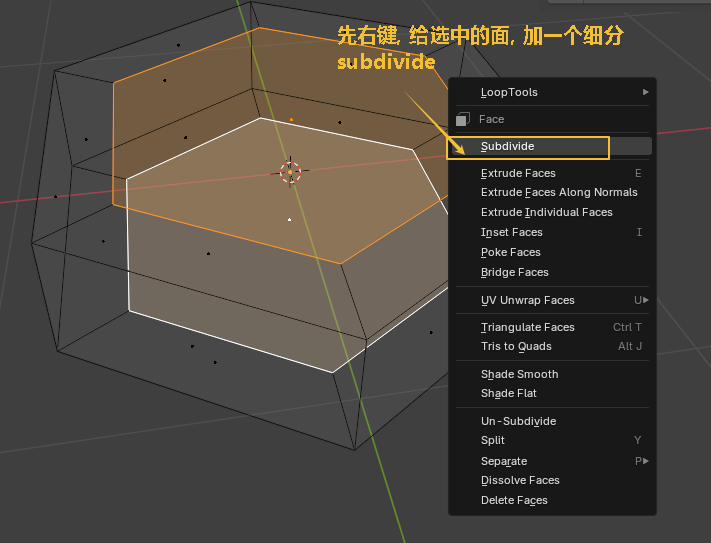 先右键, 给选中的面, 加一个细分
subdivide
LoopTools
Face
Subdivide
Extrude Faces E
Extrude Faces Along Normals
Extrude Individual Faces
Inset Faces I
Poke Faces
Bridge Faces
UV Unwrap Faces U
Triangulate Faces Ctrl T
Tris to Quads Alt J
Shade Smooth
Shade Flat
Un-Subdivide
Split Y
Separate P
Dissolve Faces
Delete Faces